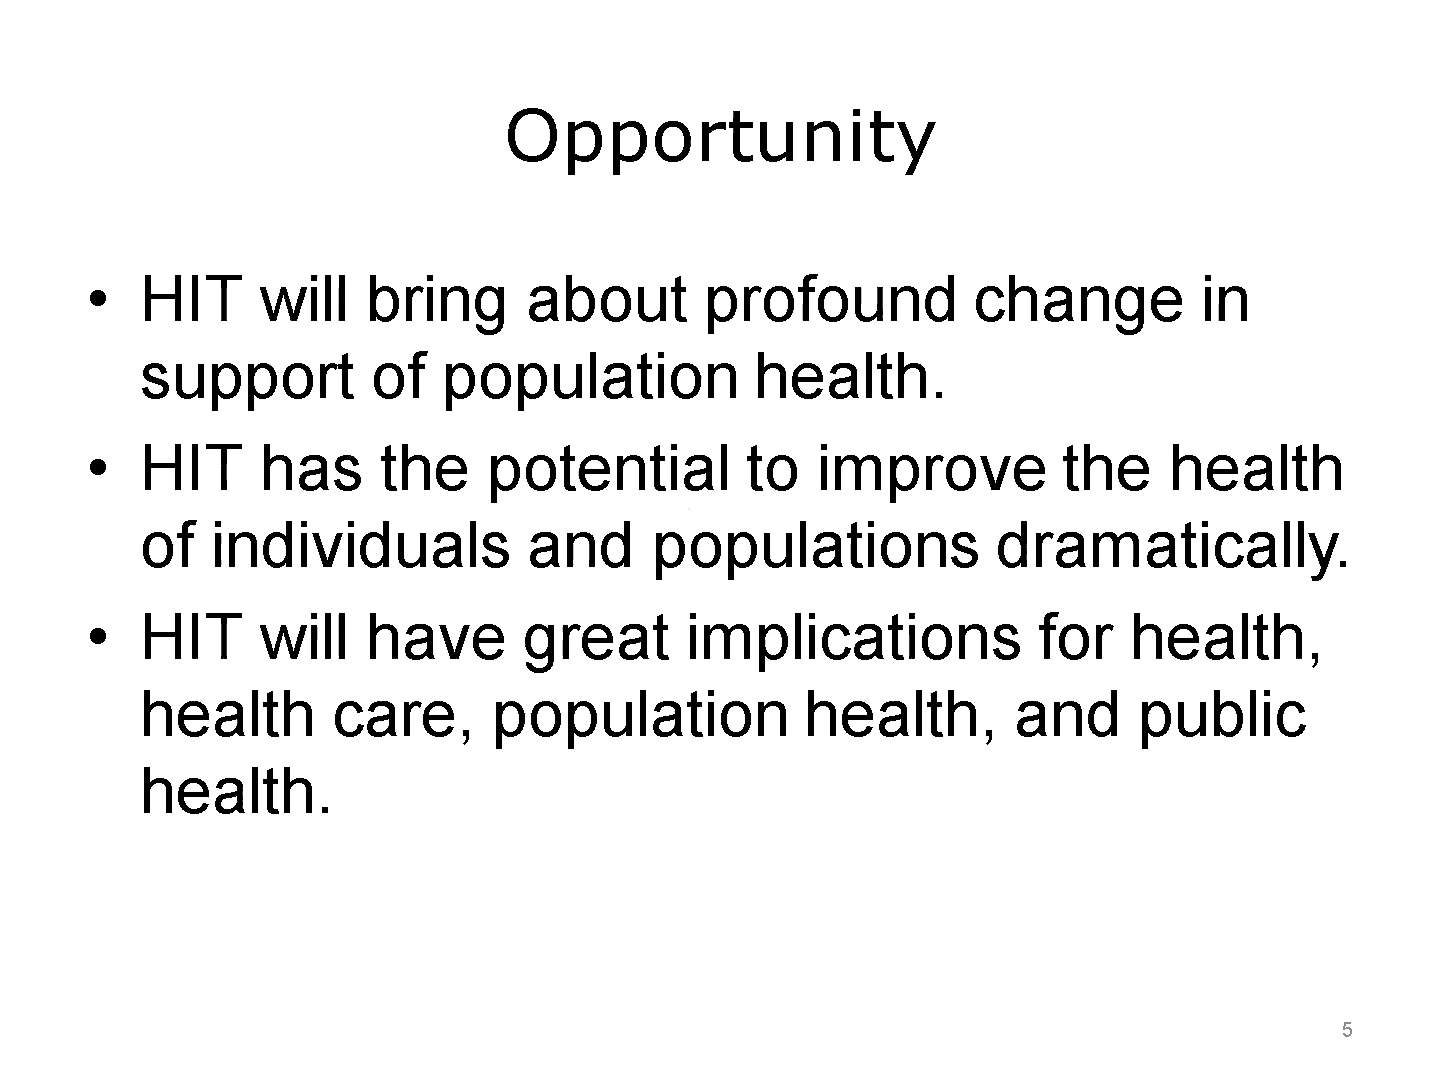 Opportunity
• HIT will bring about profound change in
support of population health.
• HIT has the potential to improve the health
of individuals and populations dramatically.
• HIT will have great implications for health,
health care, population health, and public
health.
5